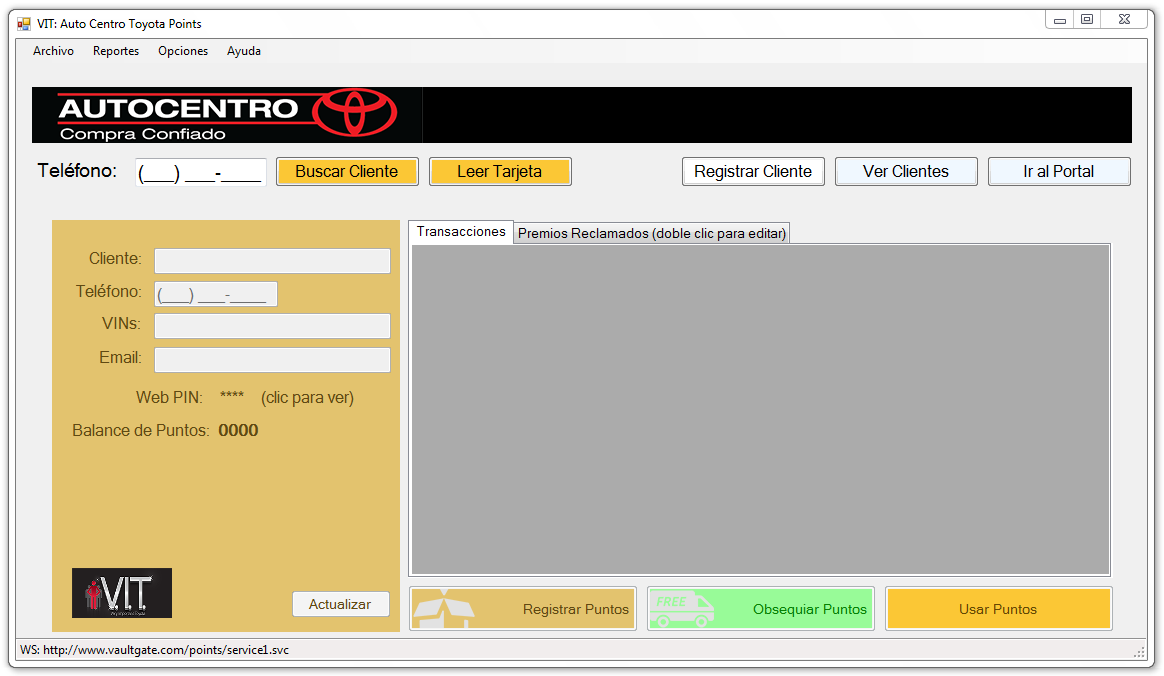 VIT: Auto Centro Toyota Points
Archivo Reportes Opciones Ayuda
AUTOCENTRO
Compra Confiado
Teléfono: (___) ___-____ Buscar Cliente Leer Tarjeta Registrar Cliente Ver Clientes Ir al Portal
Transacciones Premios Reclamados (doble clic para editar)
Cliente:
Teléfono: (___) ___-____
VINs:
Email:
Web PIN: **** (clic para ver)
Balance de Puntos: 0000
V.I.T.
Actualizar
Registrar Puntos
FREE Obsequiar Puntos
Usar Puntos
WS: http://www.vaultgate.com/points/service1.svc